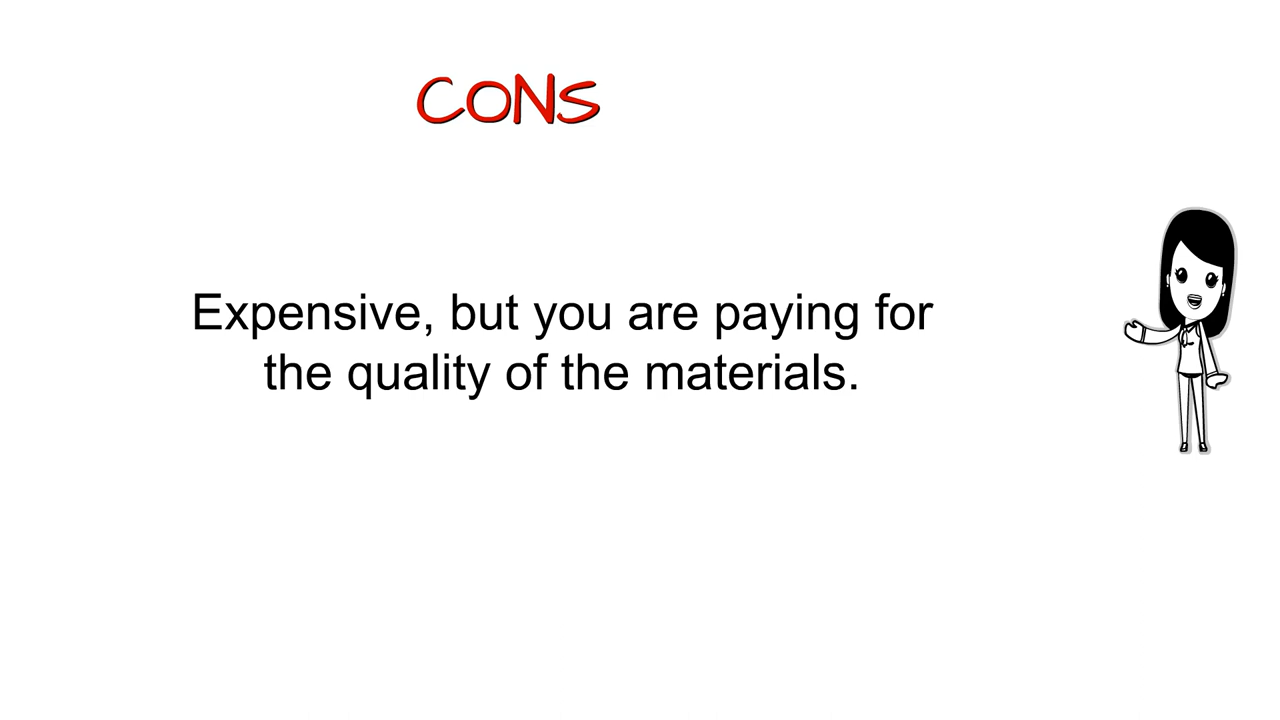 CONS
Expensive, but you are paying for
the quality of the materials.